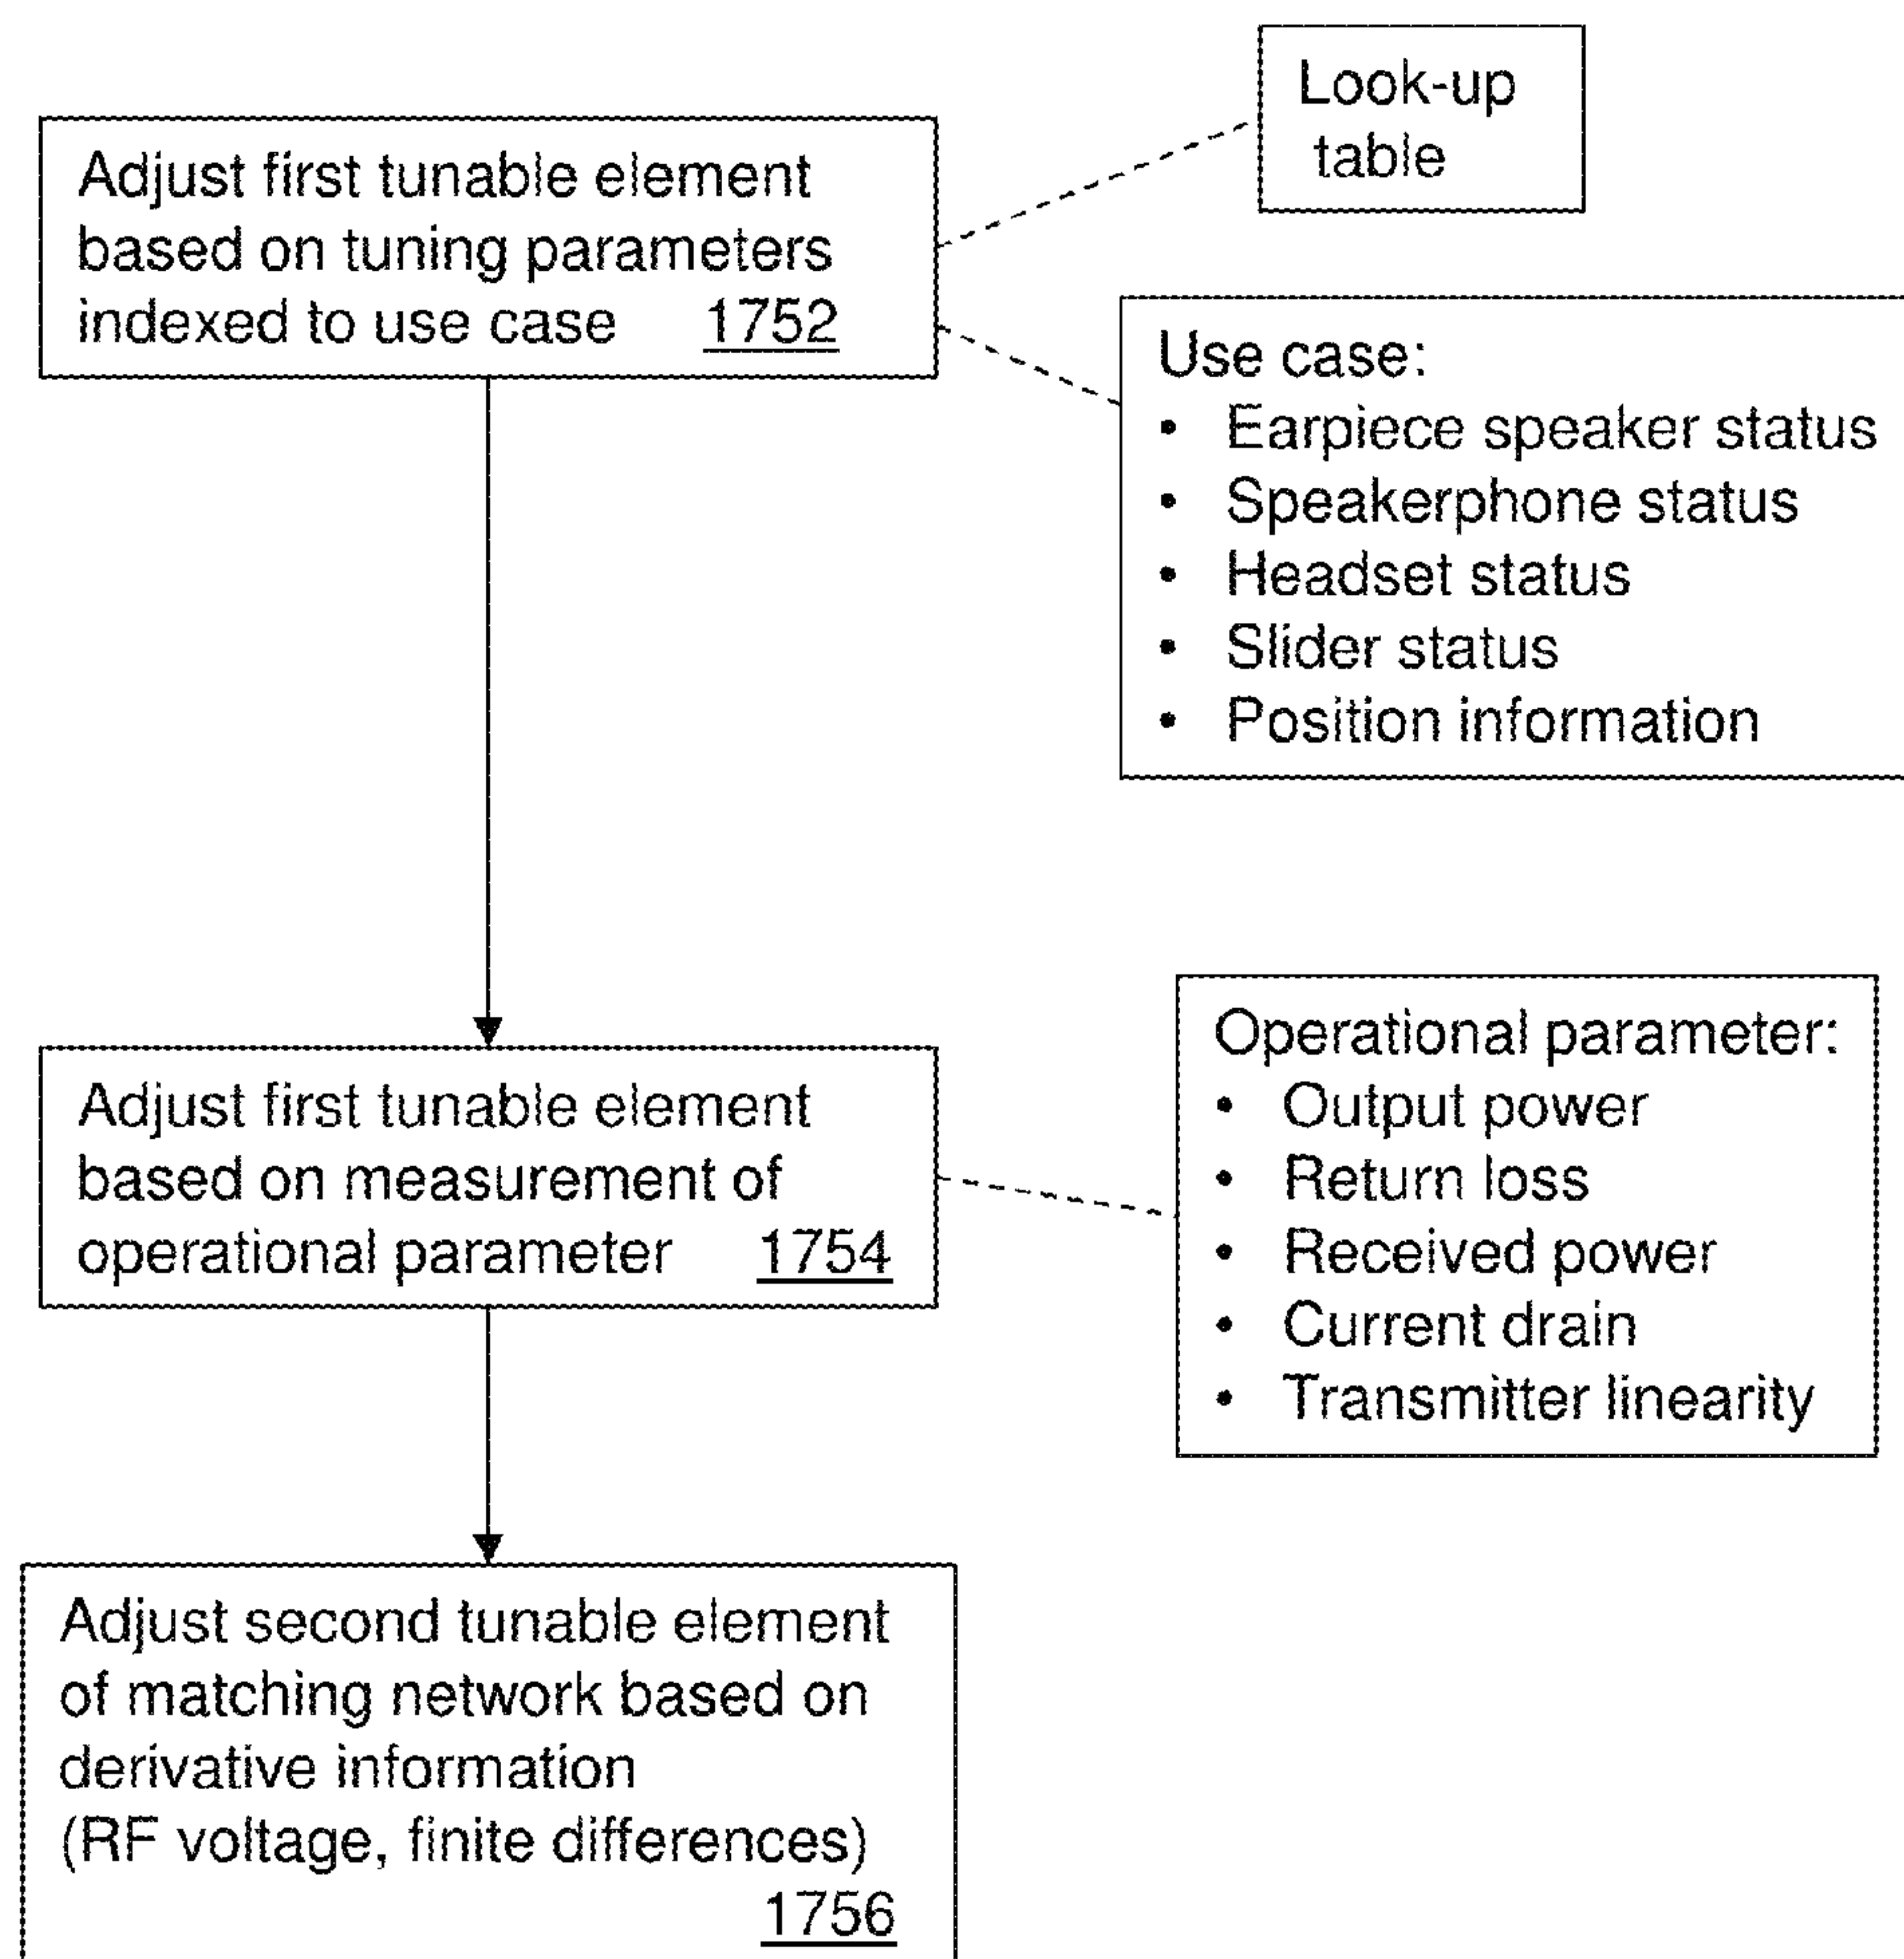 Look-up
table
Adjust first tunable element
based on tuning parameters
indexed to use case 1752
Use case:
• Earpiece speaker status
• Speakerphone status
• Headset status
• Slider status
• Position information
Adjust first tunable element
based on measurement of
operational parameter 1754
Operational parameter:
• Output power
• Return loss
• Received power
• Current drain
• Transmitter linearity
Adjust second tunable element
of matching network based on
derivative information
(RF voltage, finite differences)
1756